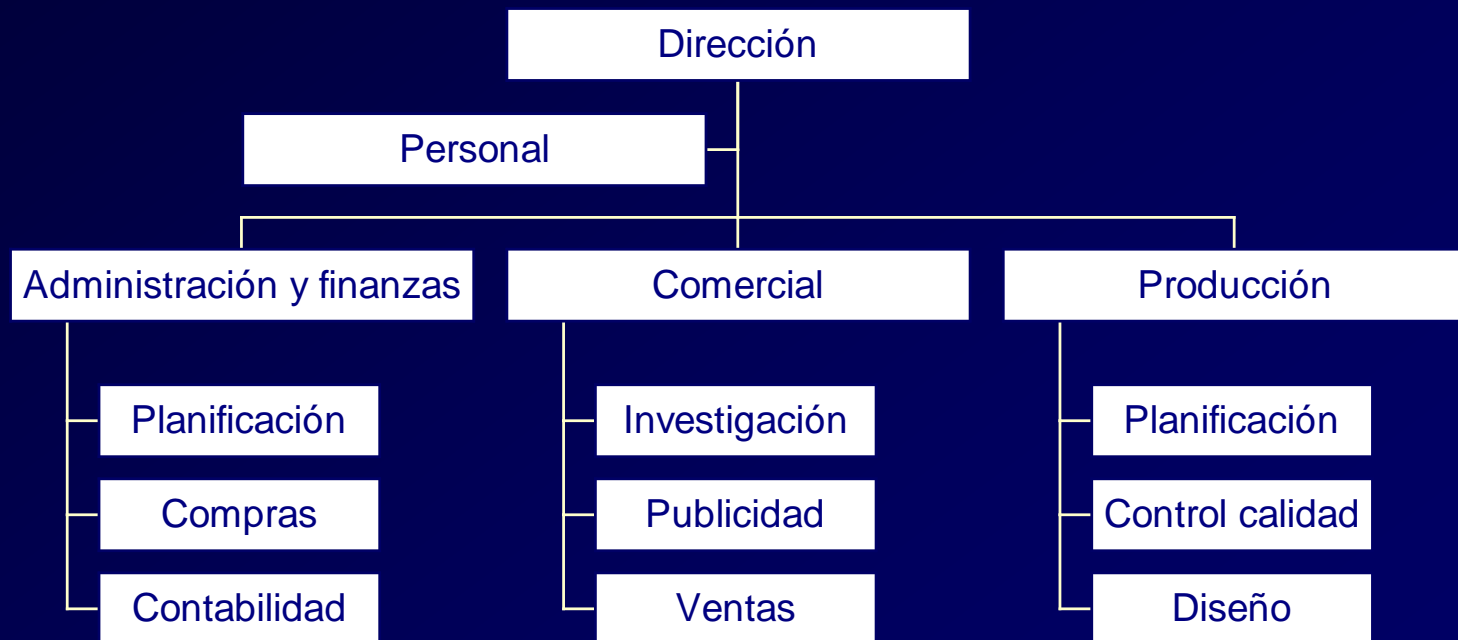 Dirección
Personal
Administración y finanzas
Comercial
Producción
Planificación
Investigación
Planificación
Compras
Publicidad
Control calidad
Contabilidad
Ventas
Diseño